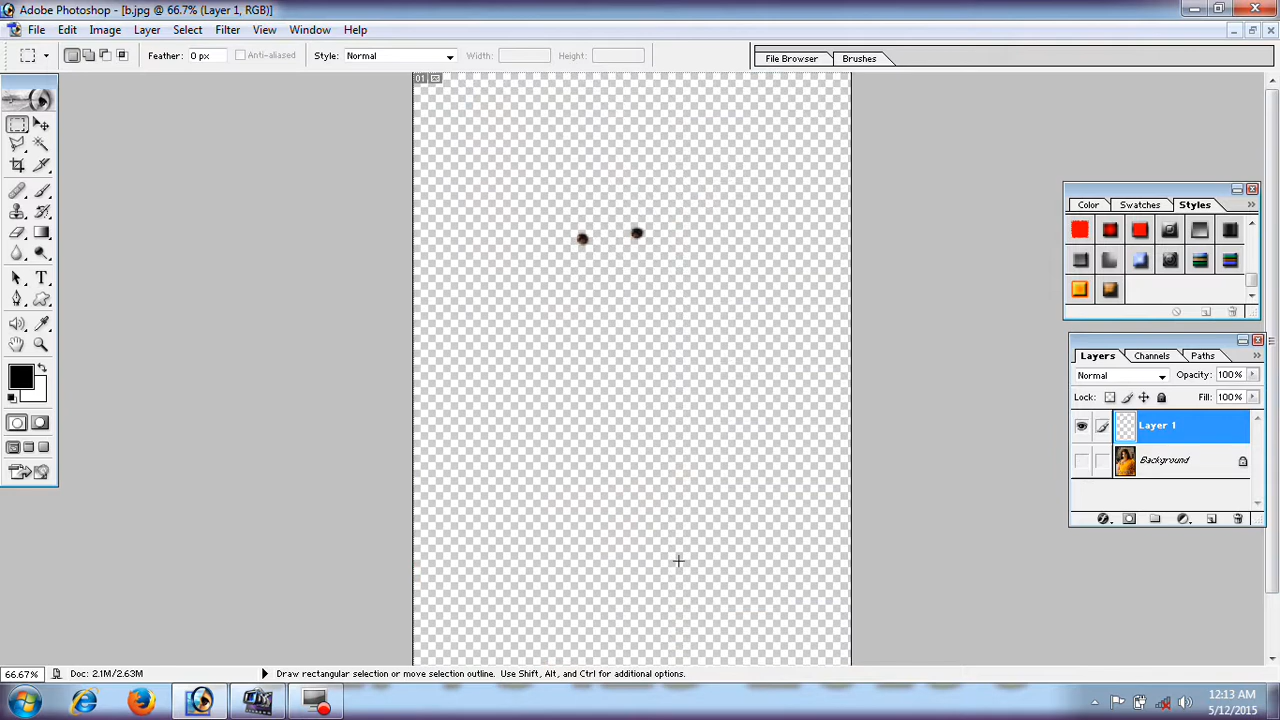 Adobe Photoshop - [b.jpg @ 66.7% (Layer 1, RGB)]
File Edit Image Layer Select Filter View Window Help
Feather: 0 px Anti-aliased Style: Normal Width: Height: File Browser Brushes
01
Color Swatches Styles
Layers Channels Paths
Normal Opacity: 100%
Lock: Fill: 100%
Layer 1
Background
66.67% Doc: 2.1M/2.63M Draw rectangular selection or move selection outline. Use Shift, Alt, and Ctrl for additional options.
12:13 AM
5/12/2015